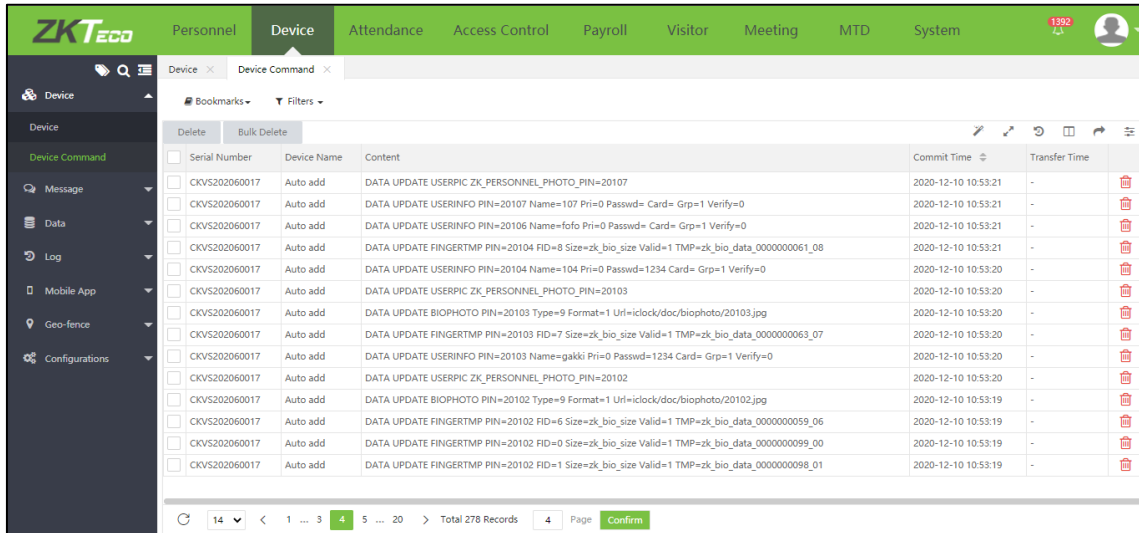 ZKTeco Personnel Device Attendance Access Control Payroll Visitor Meeting MTD System 1392
Device Device Command
Device
Bookmarks Filters
Device
Delete Bulk Delete
Device Command
Serial Number Device Name Content Commit Time Transfer Time
CKVS202060017 Auto add DATA UPDATE USERPIC ZK_PERSONNEL_PHOTO_PIN=20107 2020-12-10 10:53:21 -
Message
CKVS202060017 Auto add DATA UPDATE USERINFO PIN=20107 Name=107 Pri=0 Passwd= Card= Grp=1 Verify=0 2020-12-10 10:53:21 -
CKVS202060017 Auto add DATA UPDATE USERINFO PIN=20106 Name=fofo Pri=0 Passwd= Card= Grp=1 Verify=0 2020-12-10 10:53:21 -
Data
CKVS202060017 Auto add DATA UPDATE FINGERTMP PIN=20104 FID=8 Size=zk_bio_size Valid=1 TMP=zk_bio_data_0000000061_08 2020-12-10 10:53:21 -
Log
CKVS202060017 Auto add DATA UPDATE USERINFO PIN=20104 Name=104 Pri=0 Passwd=1234 Card= Grp=1 Verify=0 2020-12-10 10:53:20 -
Mobile App
CKVS202060017 Auto add DATA UPDATE USERPIC ZK_PERSONNEL_PHOTO_PIN=20103 2020-12-10 10:53:20 -
CKVS202060017 Auto add DATA UPDATE BIOPHOTO PIN=20103 Type=9 Format=1 Url=iclock/doc/biophoto/20103.jpg 2020-12-10 10:53:20 -
Geo-fence
CKVS202060017 Auto add DATA UPDATE FINGERTMP PIN=20103 FID=7 Size=zk_bio_size Valid=1 TMP=zk_bio_data_0000000063_07 2020-12-10 10:53:20 -
Configurations
CKVS202060017 Auto add DATA UPDATE USERINFO PIN=20103 Name=gakki Pri=0 Passwd=1234 Card= Grp=1 Verify=0 2020-12-10 10:53:20 -
CKVS202060017 Auto add DATA UPDATE USERPIC ZK_PERSONNEL_PHOTO_PIN=20102 2020-12-10 10:53:20 -
CKVS202060017 Auto add DATA UPDATE BIOPHOTO PIN=20102 Type=9 Format=1 Url=iclock/doc/biophoto/20102.jpg 2020-12-10 10:53:19 -
CKVS202060017 Auto add DATA UPDATE FINGERTMP PIN=20102 FID=6 Size=zk_bio_size Valid=1 TMP=zk_bio_data_0000000059_06 2020-12-10 10:53:19 -
CKVS202060017 Auto add DATA UPDATE FINGERTMP PIN=20102 FID=0 Size=zk_bio_size Valid=1 TMP=zk_bio_data_0000000099_00 2020-12-10 10:53:19 -
CKVS202060017 Auto add DATA UPDATE FINGERTMP PIN=20102 FID=1 Size=zk_bio_size Valid=1 TMP=zk_bio_data_0000000098_01 2020-12-10 10:53:19 -
14 < 1 ... 3 4 5 ... 20 > Total 278 Records 4 Page Confirm